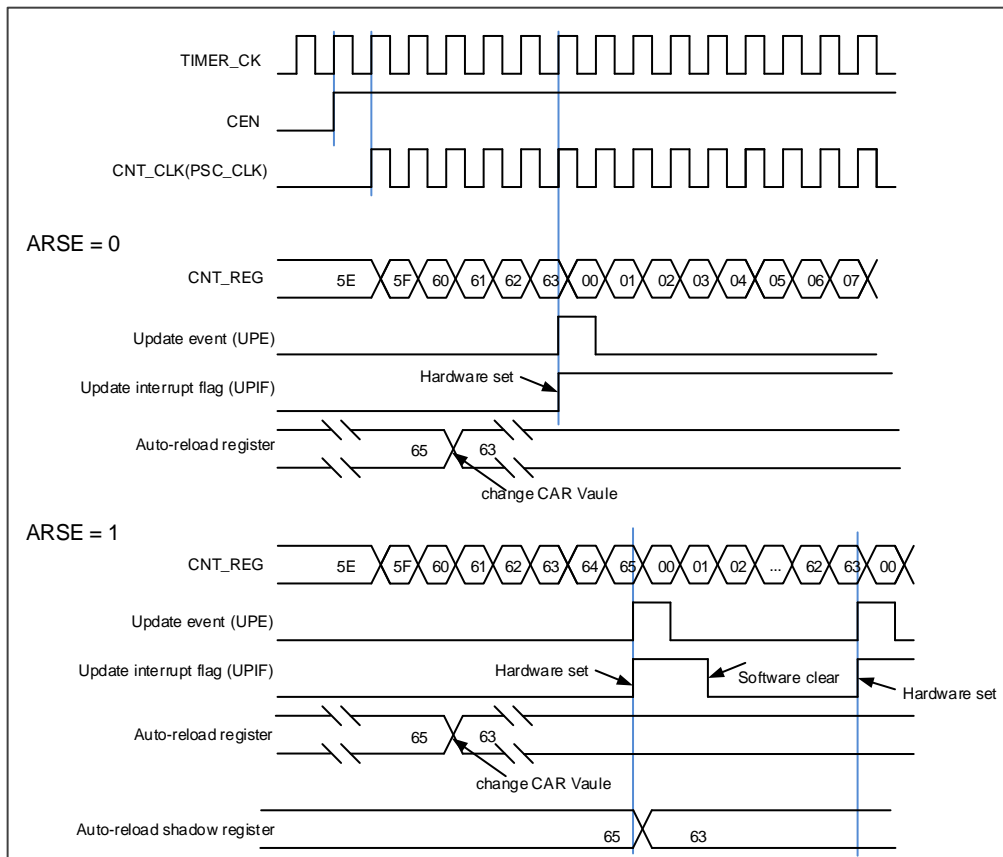 TIMER_CK
CEN
CNT_CLK(PSC_CLK)
ARSE = 0
CNT_REG 5E 5F 60 61 62 63 00 01 02 03 04 05 06 07
Update event (UPE)
Hardware set
Update interrupt flag (UPIF)
Auto-reload register 65 63
change CAR Vaule
ARSE = 1
CNT_REG 5E 5F 60 61 62 63 64 65 00 01 02 ... 62 63 00
Update event (UPE)
Update interrupt flag (UPIF) Hardware set Software clear Hardware set
Auto-reload register 65 63
change CAR Vaule
Auto-reload shadow register 65 63